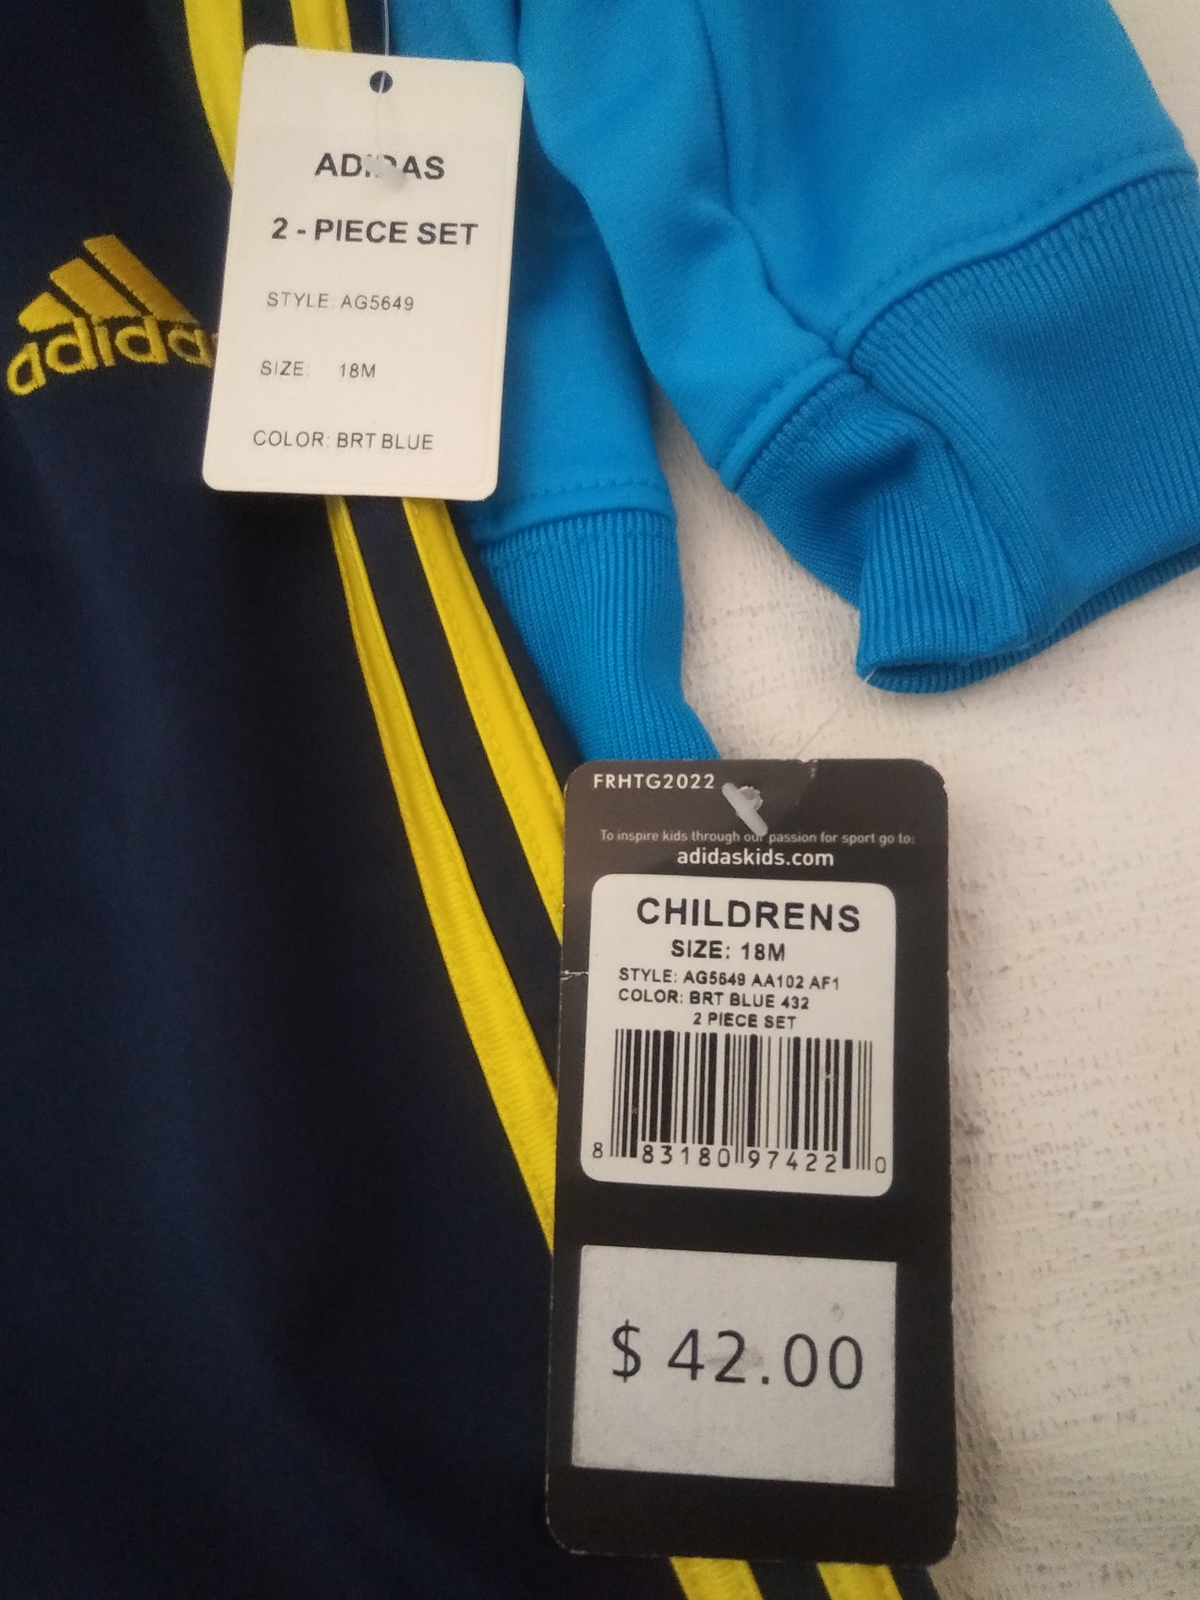 ADIDAS
2 - PIECE SET
STYLE: AG5649
SIZE: 18M
COLOR: BRT BLUE
adidas
FRHTG2022
To inspire kids through our passion for sport go to:
adidaskids.com
CHILDRENS
SIZE: 18M
STYLE: AG5649 AA102 AF1
COLOR: BRT BLUE 432
2 PIECE SET
8 83180 97422 0
$ 42.00